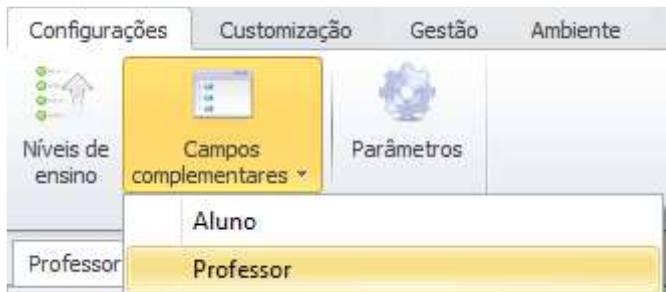 Configurações Customização Gestão Ambiente
Níveis de ensino
Campos complementares
Parâmetros
Aluno
Professor
Professor